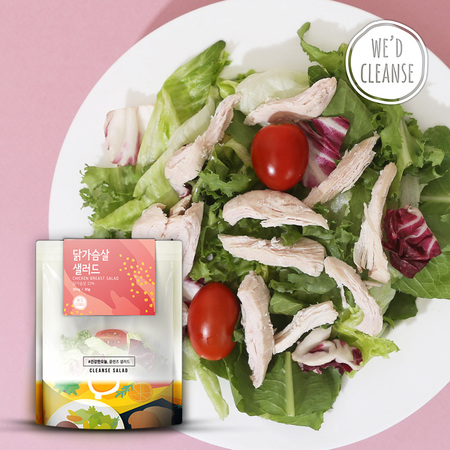 WE'D
CLEANSE
닭가슴살
샐러드
CHICKEN BREAST SALAD
CLEANSE SALAD